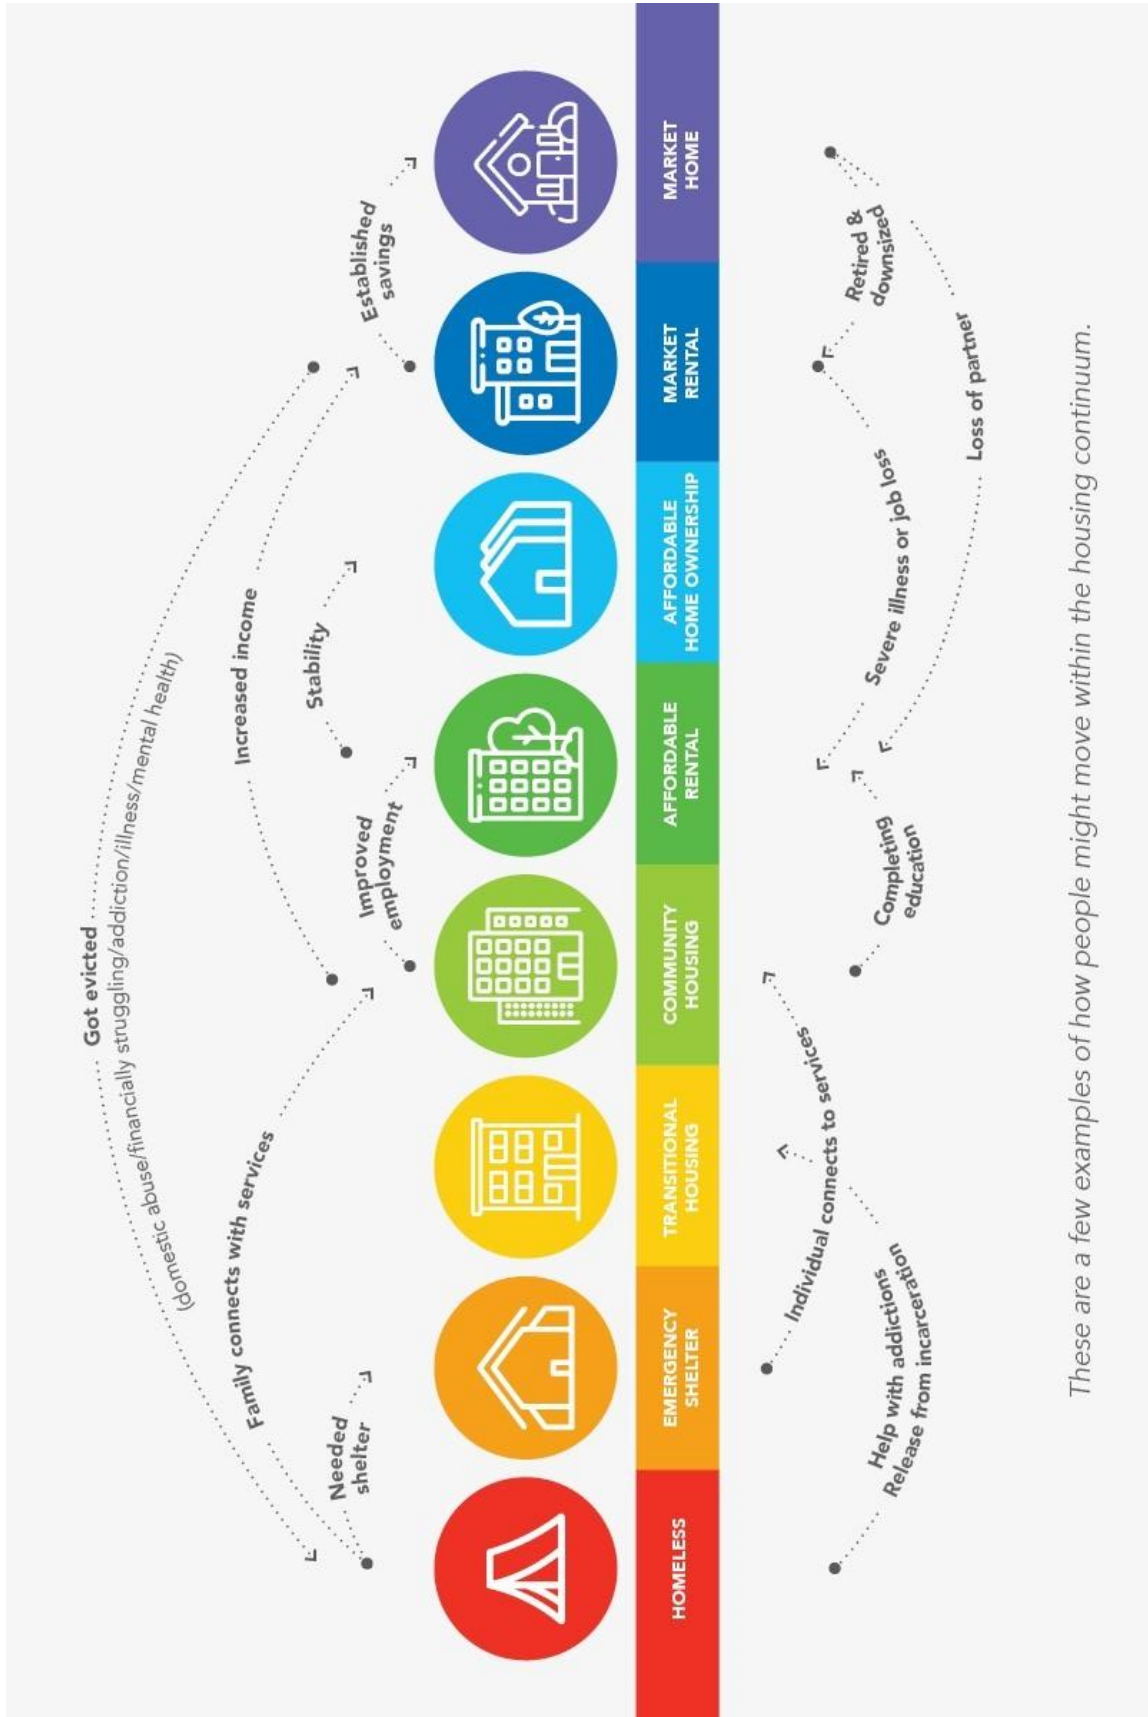 Got evicted
(domestic abuse/financially struggling/addiction/illness/mental health)
Increased income
Family connects with services
Stability
Established
savings
Needed
shelter
Improved
employment
HOMELESS
EMERGENCY
SHELTER
TRANSITIONAL
HOUSING
COMMUNITY
HOUSING
AFFORDABLE
RENTAL
AFFORDABLE
HOME OWNERSHIP
MARKET
RENTAL
MARKET
HOME
Individual connects to services
Help with addictions
Release from incarceration
Completing
education
Severe illness or job loss
Retired &
downsized
Loss of partner
These are a few examples of how people might move within the housing continuum.